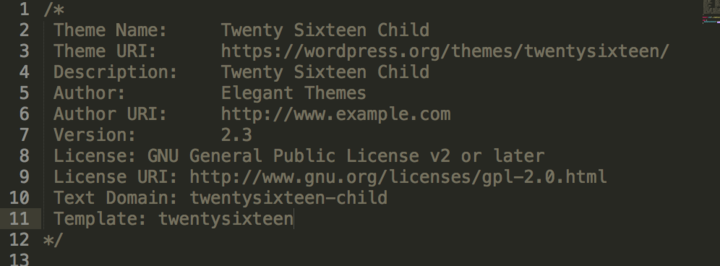 1 /*
2 Theme Name: Twenty Sixteen Child
3 Theme URI: https://wordpress.org/themes/twentysixteen/
4 Description: Twenty Sixteen Child
5 Author: Elegant Themes
6 Author URI: http://www.example.com
7 Version: 2.3
8 License: GNU General Public License v2 or later
9 License URI: http://www.gnu.org/licenses/gpl-2.0.html
10 Text Domain: twentysixteen-child
11 Template: twentysixteen
12 */
13